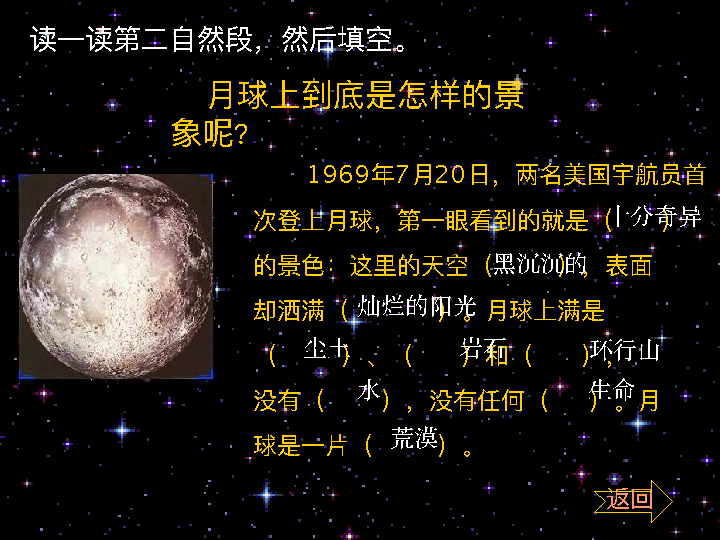 读一读第二自然段，然后填空。
月球上到底是怎样的景
象呢？
1969年7月20日，两名美国宇航员首
次登上月球，第一眼看到的就是（十分奇异）
的景色：这里的天空（黑沉沉的），表面
却洒满（灿烂的阳光）。月球上满是
（尘土）、（岩石）和（环行山），
没有（水），没有任何（生命）。月
球是一片（荒漠）。
返回